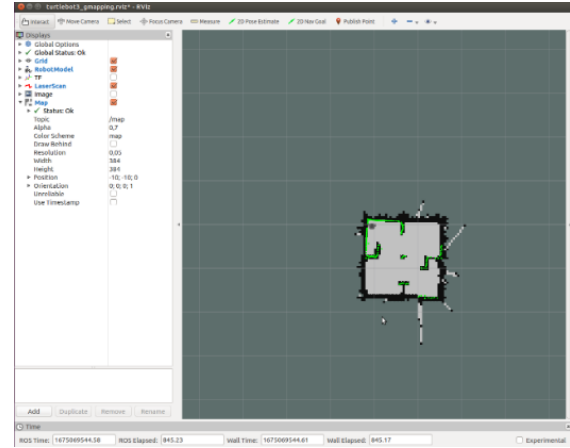 turtlebot3_gmapping.rviz* - RViz
Interact Move Camera Select Focus Camera Measure 2D Pose Estimate 2D Nav Goal Publish Point
Displays
Global Options
Global Status: Ok
Grid
RobotModel
TF
LaserScan
Image
Map
Status: Ok
Topic /map
Alpha 0,7
Color Scheme map
Draw Behind
Resolution 0,05
Width 384
Height 384
Position -10; -10; 0
Orientation 0; 0; 0; 1
Unreliable
Use Timestamp
Add Duplicate Remove Rename
Time
ROS Time: 1675069544.58 ROS Elapsed: 845.23 Wall Time: 1675069544.61 Wall Elapsed: 845.17 Experimental